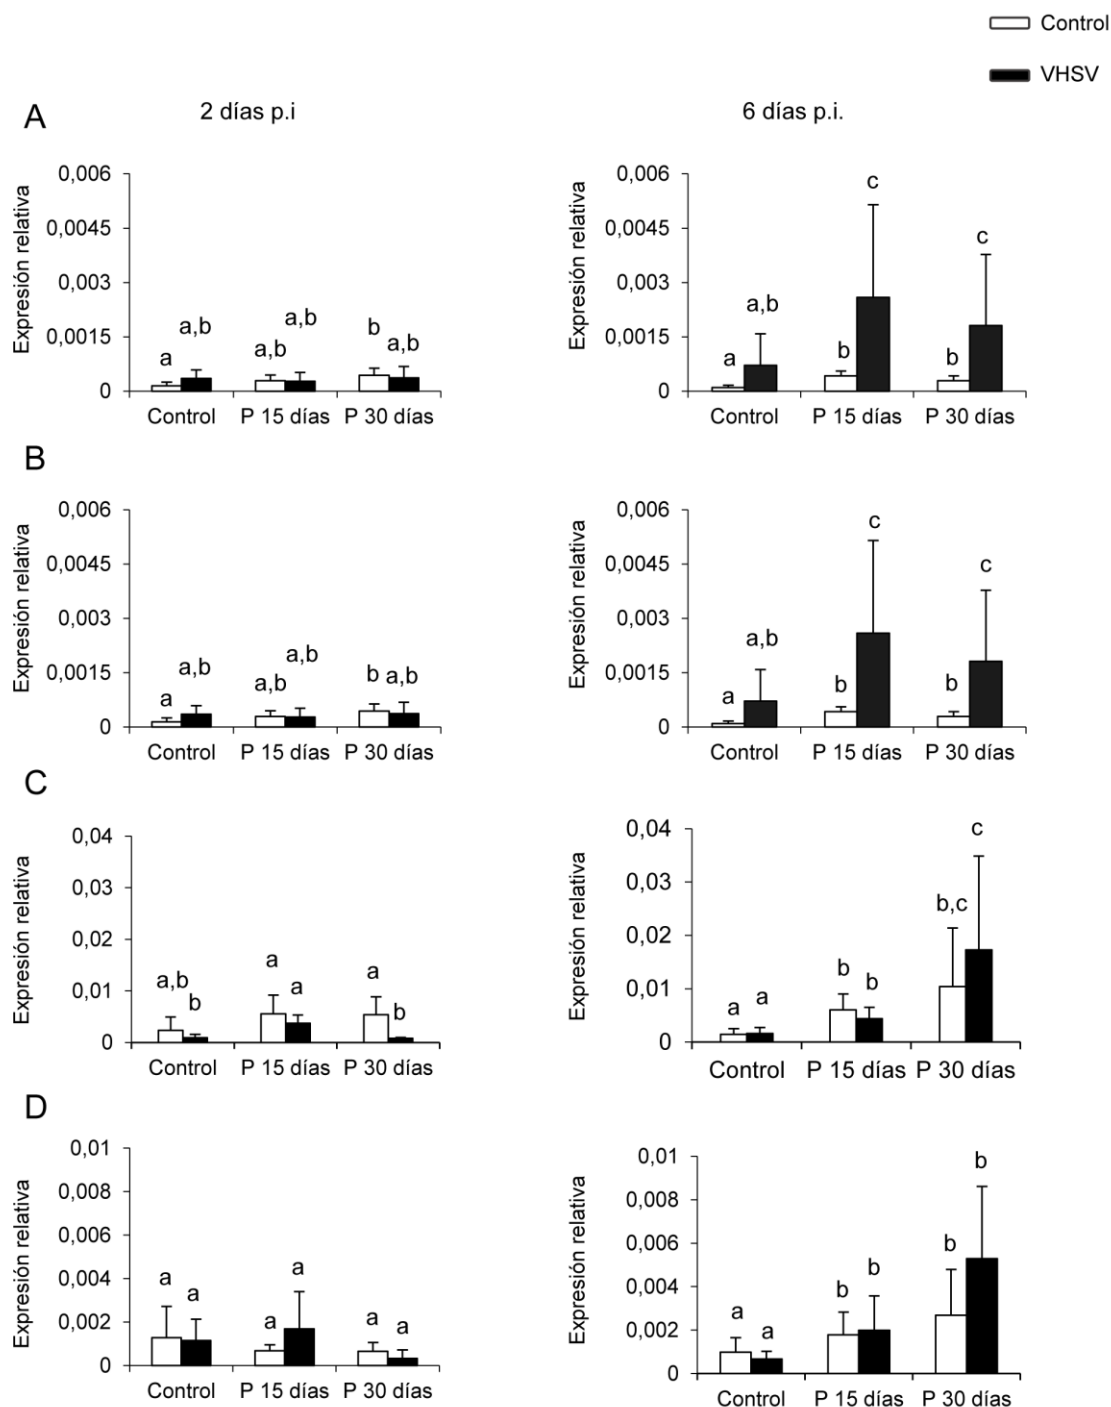 Control
VHSV
A
2 días p.i
6 días p.i.
Expresión relativa
0,006
0,0045
0,003
0,0015
0
a
a,b
a,b
a,b
b
a,b
Control
P 15 días
P 30 días
Expresión relativa
0,006
0,0045
0,003
0,0015
0
a
a,b
b
c
b
c
Control
P 15 días
P 30 días
B
Expresión relativa
0,006
0,0045
0,003
0,0015
0
a
a,b
a,b
a,b
b
a,b
Control
P 15 días
P 30 días
Expresión relativa
0,006
0,0045
0,003
0,0015
0
a
a,b
b
c
b
c
Control
P 15 días
P 30 días
C
Expresión relativa
0,04
0,03
0,02
0,01
0
a,b
b
a
a
a
b
Control
P 15 días
P 30 días
Expresión relativa
0,04
0,03
0,02
0,01
0
a
a
b
b
b,c
c
Control
P 15 días
P 30 días
D
Expresión relativa
0,01
0,008
0,006
0,004
0,002
0
a
a
a
a
a
a
Control
P 15 días
P 30 días
Expresión relativa
0,01
0,008
0,006
0,004
0,002
0
a
a
b
b
b
b
Control
P 15 días
P 30 días